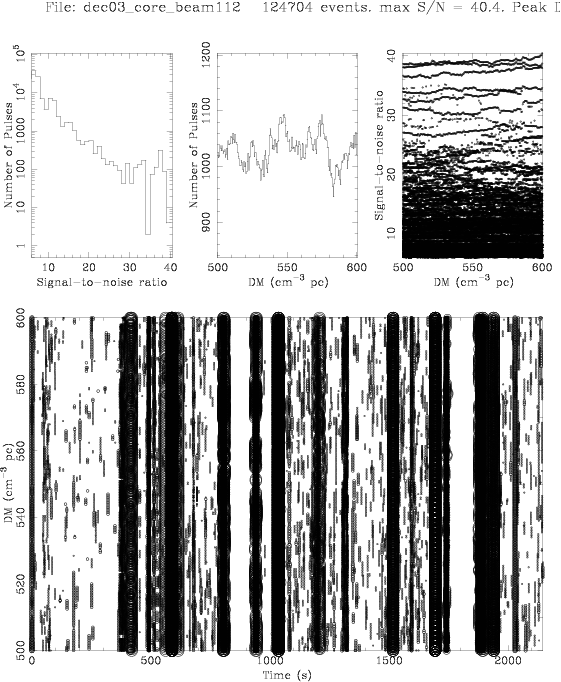 File: dec03_core_beam112 124704 events. max S/N = 40.4. Peak
Number of Pulses
1 10 100 1000 10^4 10^5
10 20 30 40
Signal-to-noise ratio
Number of Pulses
900 1000 1100 1200
500 550 600
DM (cm^-3 pc)
Signal-to-noise ratio
10 20 30 40
500 550 600
DM (cm^-3 pc)
DM (cm^-3 pc)
500 520 540 560 580 600
0 500 1000 1500 2000
Time (s)